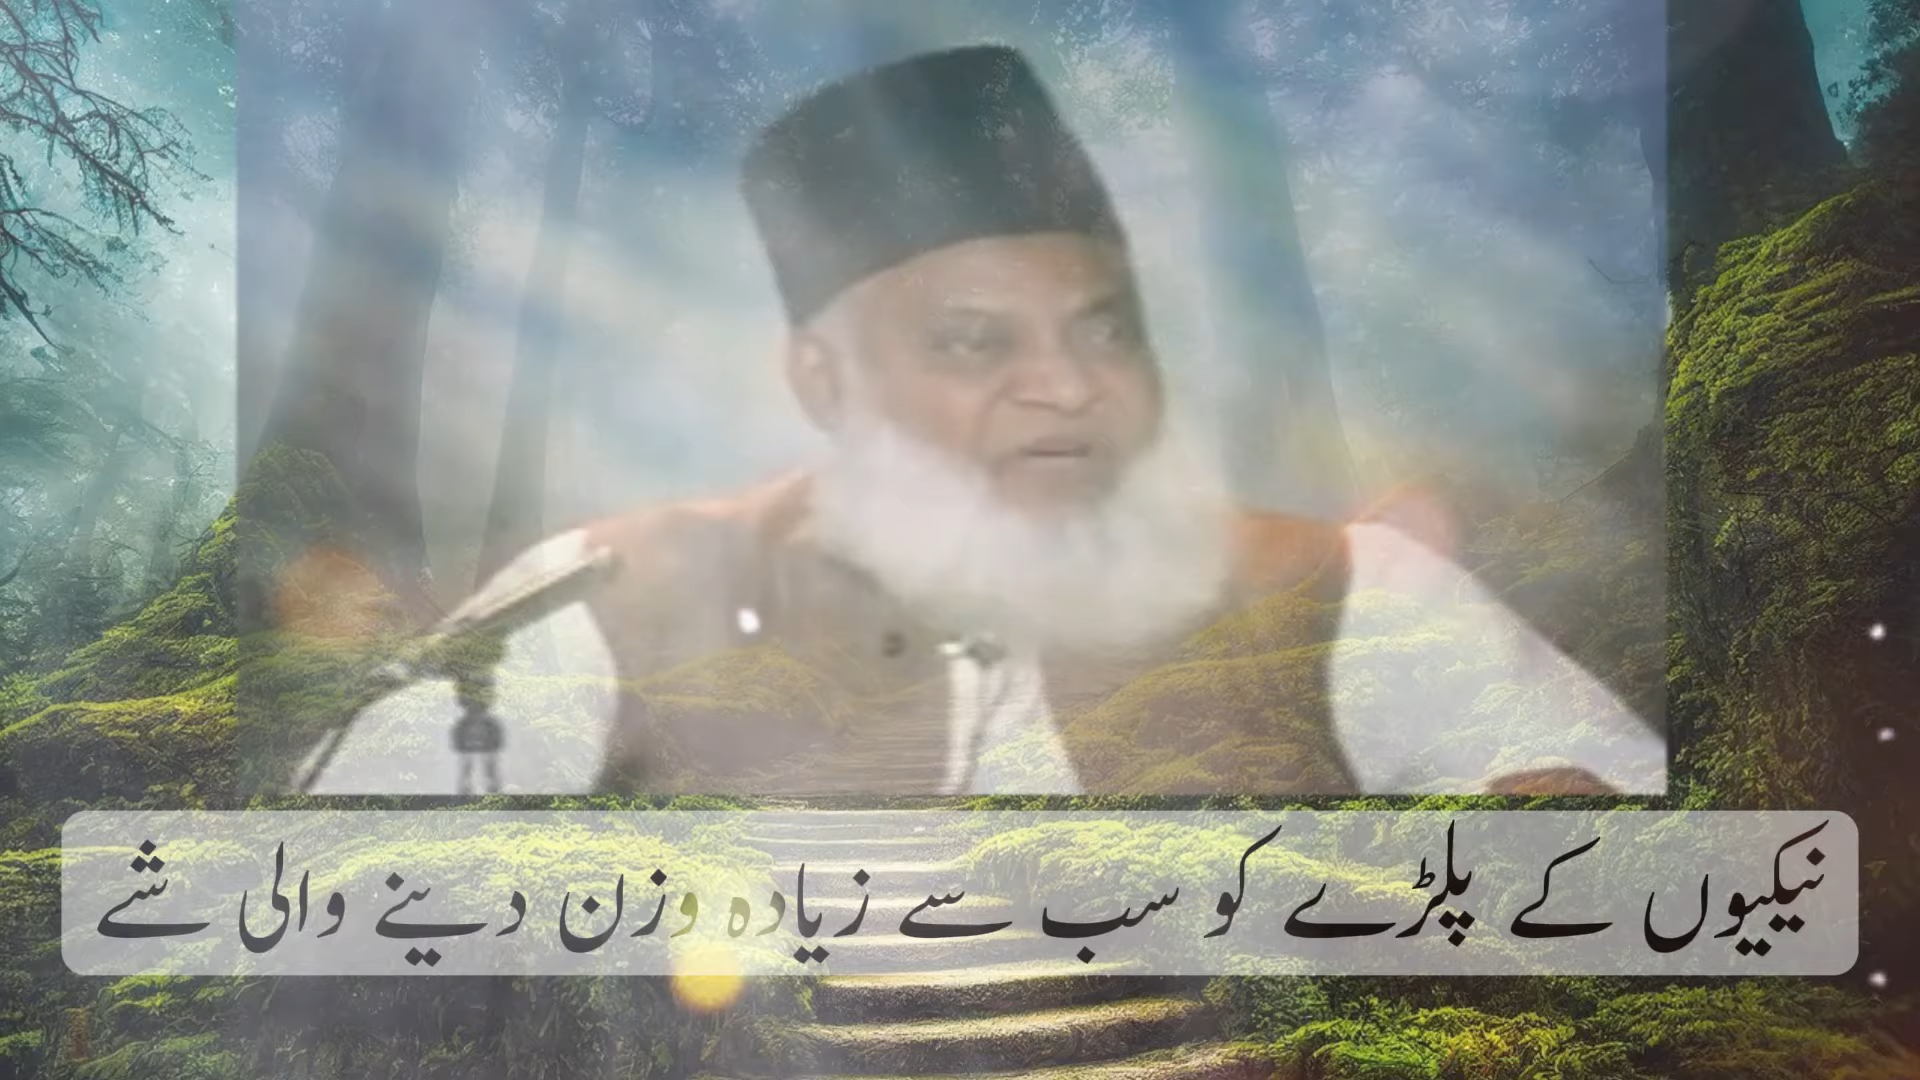 نیکیوں کے پلڑے کو سب سے زیادہ وزن دینے والی شے